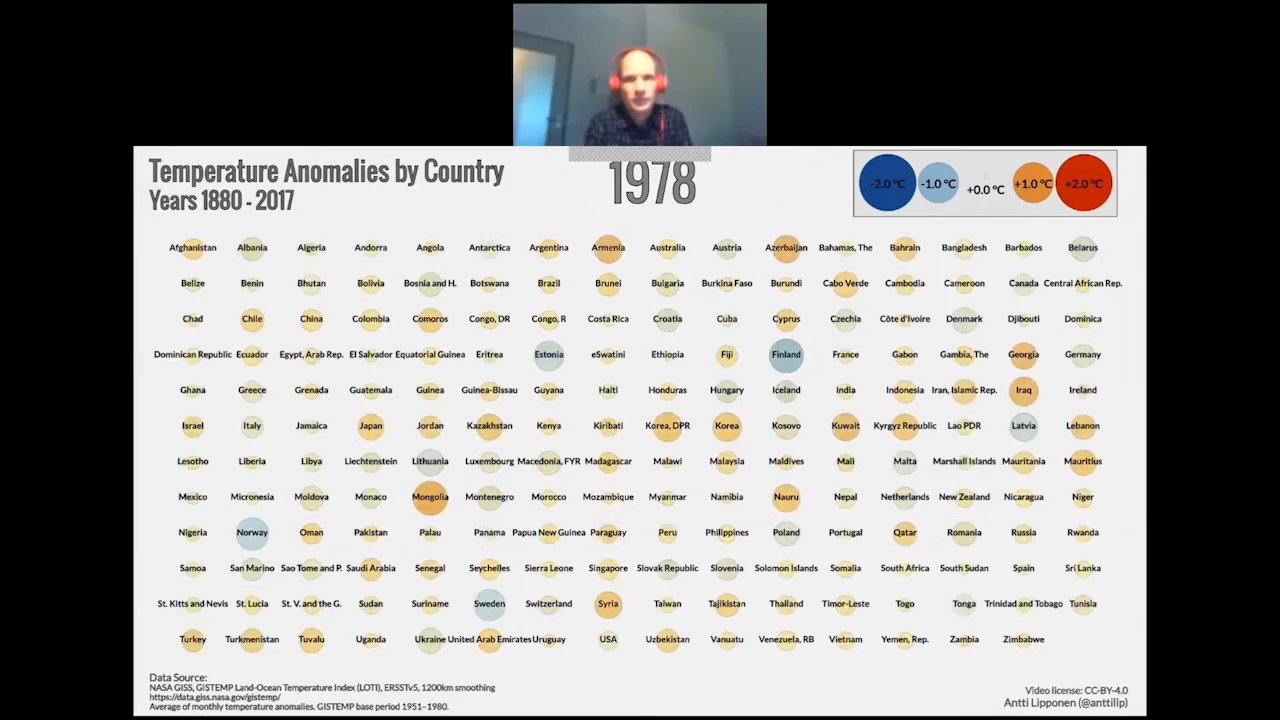 Temperature Anomalies by Country
Years 1880 - 2017
1978
-2.0 °C -1.0 °C +0.0 °C +1.0 °C +2.0 °C
Afghanistan Albania Algeria Andorra Angola Antarctica Argentina Armenia Australia Austria Azerbaijan Bahamas, The Bahrain Bangladesh Barbados Belarus
Belize Benin Bhutan Bolivia Bosnia and H. Botswana Brazil Brunei Bulgaria Burkina Faso Burundi Cabo Verde Cambodia Cameroon Canada Central African Rep.
Chad Chile China Colombia Comoros Congo, DR Congo, R Costa Rica Croatia Cuba Cyprus Czechia Côte d'Ivoire Denmark Djibouti Dominica
Dominican Republic Ecuador Egypt, Arab Rep. El Salvador Equatorial Guinea Eritrea Estonia eSwatini Ethiopia Fiji Finland France Gabon Gambia, The Georgia Germany
Ghana Greece Grenada Guatemala Guinea Guinea-Bissau Guyana Haiti Honduras Hungary Iceland India Indonesia Iran, Islamic Rep. Iraq Ireland
Israel Italy Jamaica Japan Jordan Kazakhstan Kenya Kiribati Korea, DPR Korea Kosovo Kuwait Kyrgyz Republic Lao PDR Latvia Lebanon
Lesotho Liberia Libya Liechtenstein Lithuania Luxembourg Macedonia, FYR Madagascar Malawi Malaysia Maldives Mali Malta Marshall Islands Mauritania Mauritius
Mexico Micronesia Moldova Monaco Mongolia Montenegro Morocco Mozambique Myanmar Namibia Nauru Nepal Netherlands New Zealand Nicaragua Niger
Nigeria Norway Oman Pakistan Palau Panama Papua New Guinea Paraguay Peru Philippines Poland Portugal Qatar Romania Russia Rwanda
Samoa San Marino Sao Tome and P. Saudi Arabia Senegal Seychelles Sierra Leone Singapore Slovak Republic Slovenia Solomon Islands Somalia South Africa South Sudan Spain Sri Lanka
St. Kitts and Nevis St. Lucia St. V. and the G. Sudan Suriname Sweden Switzerland Syria Taiwan Tajikistan Thailand Timor-Leste Togo Tonga Trinidad and Tobago Tunisia
Turkey Turkmenistan Tuvalu Uganda Ukraine United Arab Emirates Uruguay USA Uzbekistan Vanuatu Venezuela, RB Vietnam Yemen, Rep. Zambia Zimbabwe
Data Source:
NASA GISS, GISTEMP Land-Ocean Temperature Index (LOTI), ERSSTv5, 1200km smoothing
https://data.giss.nasa.gov/gistemp/
Average of monthly temperature anomalies. GISTEMP base period 1951–1980.
Video license: CC-BY-4.0
Antti Lipponen (@anttilip)